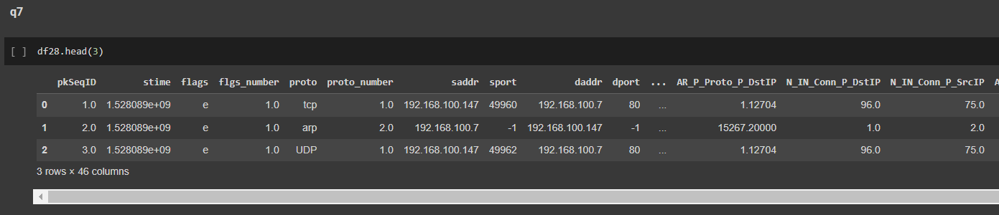 q7
[ ] df28.head(3)
pkSeqID stime flags flgs_number proto proto_number saddr sport daddr dport ... AR_P_Proto_P_DstIP N_IN_Conn_P_DstIP N_IN_Conn_P_SrcIP A
0 1.0 1.528089e+09 e 1.0 tcp 1.0 192.168.100.147 49960 192.168.100.7 80 ... 1.12704 96.0 75.0
1 2.0 1.528089e+09 e 1.0 arp 2.0 192.168.100.7 -1 192.168.100.147 -1 ... 15267.20000 1.0 2.0
2 3.0 1.528089e+09 e 1.0 UDP 1.0 192.168.100.147 49962 192.168.100.7 80 ... 1.12704 96.0 75.0
3 rows × 46 columns